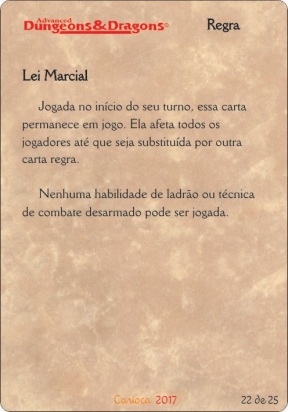 Advanced
Dungeons & Dragons® Regra
Lei Marcial
Jogada no início do seu turno, essa carta
permanece em jogo. Ela afeta todos os
jogadores até que seja substituída por outra
carta regra.
Nenhuma habilidade de ladrão ou técnica
de combate desarmado pode ser jogada.
Carioca 2017 22 de 25